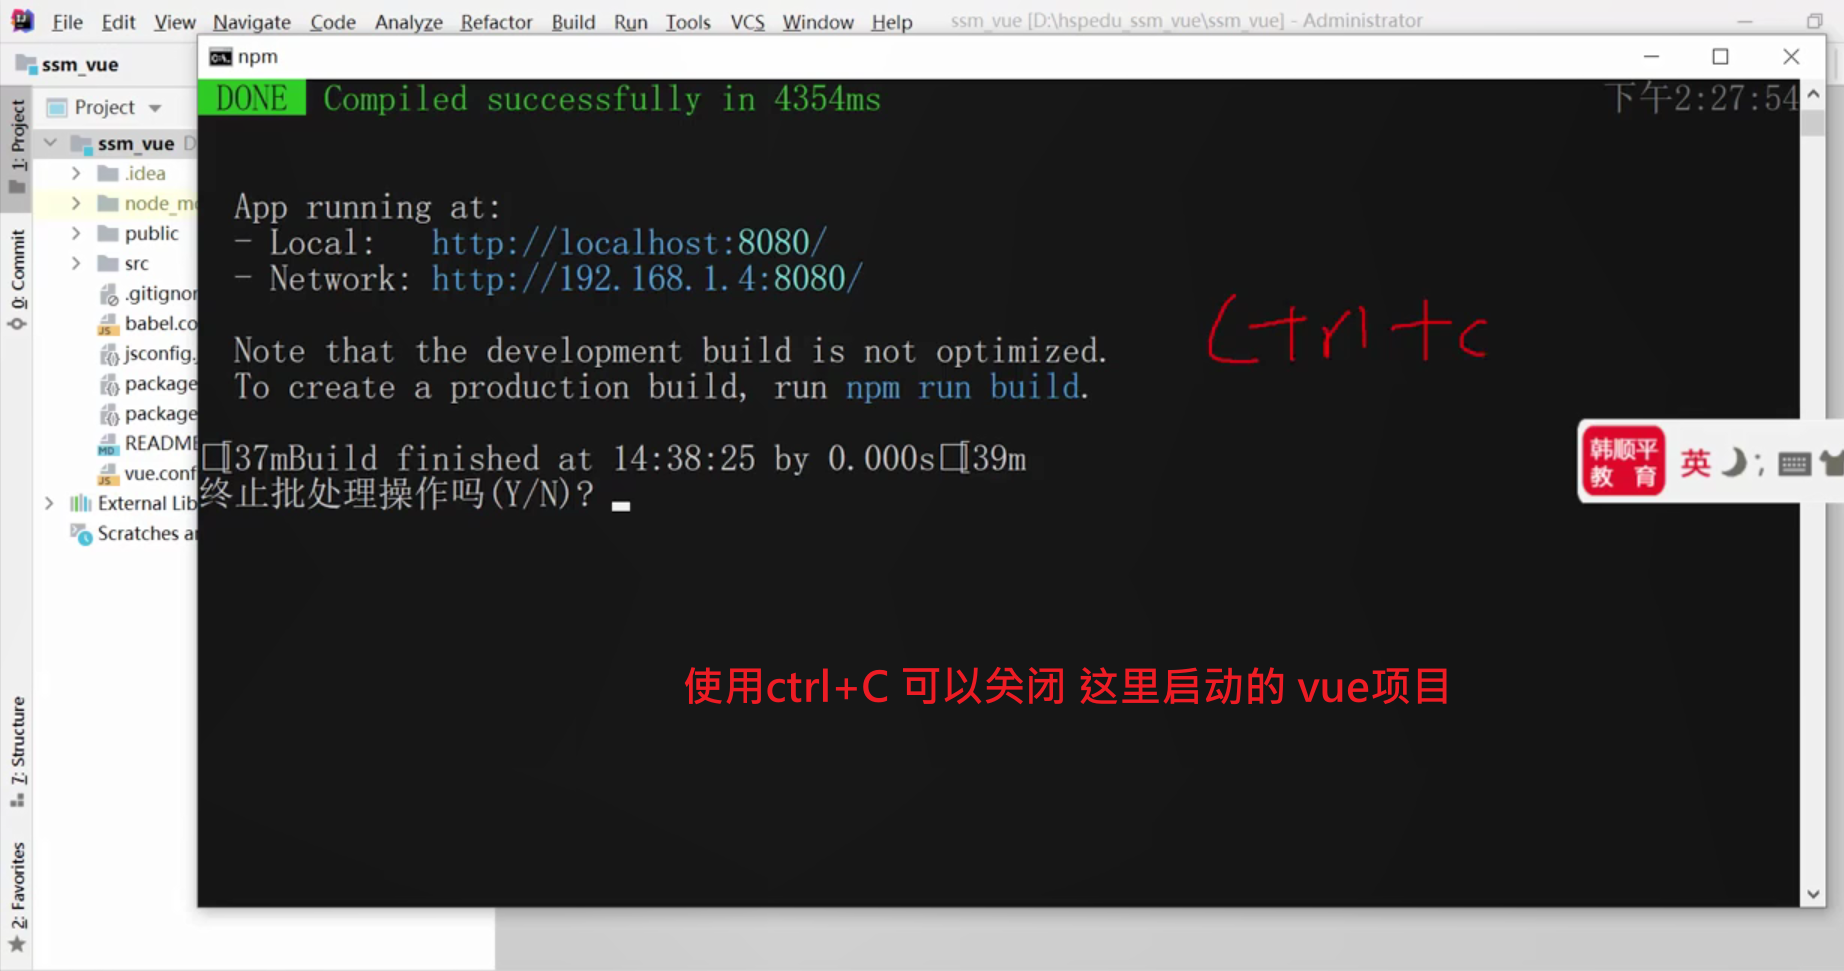 File Edit View Navigate Code Analyze Refactor Build Run Tools VCS Window Help ssm_vue [D:\hspedu_ssm_vue\ssm_vue] - Administrator
ssm_vue
npm
1: Project
0: Commit
7: Structure
2: Favorites
Project
ssm_vue D
.idea
node_mo
public
src
.gitignor
babel.co
jsconfig.
package
package
README
vue.conf
External Lib
Scratches a
DONE Compiled successfully in 4354ms
下午2:27:54
App running at:
- Local: http://localhost:8080/
- Network: http://192.168.1.4:8080/
Ctrl+c
Note that the development build is not optimized.
To create a production build, run npm run build.
[37mBuild finished at 14:38:25 by 0.000s[39m
终止批处理操作吗(Y/N)?
韩顺平
教 育
英 ;
使用ctrl+C 可以关闭 这里启动的 vue项目